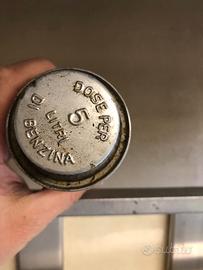 DOSE PER
5
LITRI
DI BENZINA